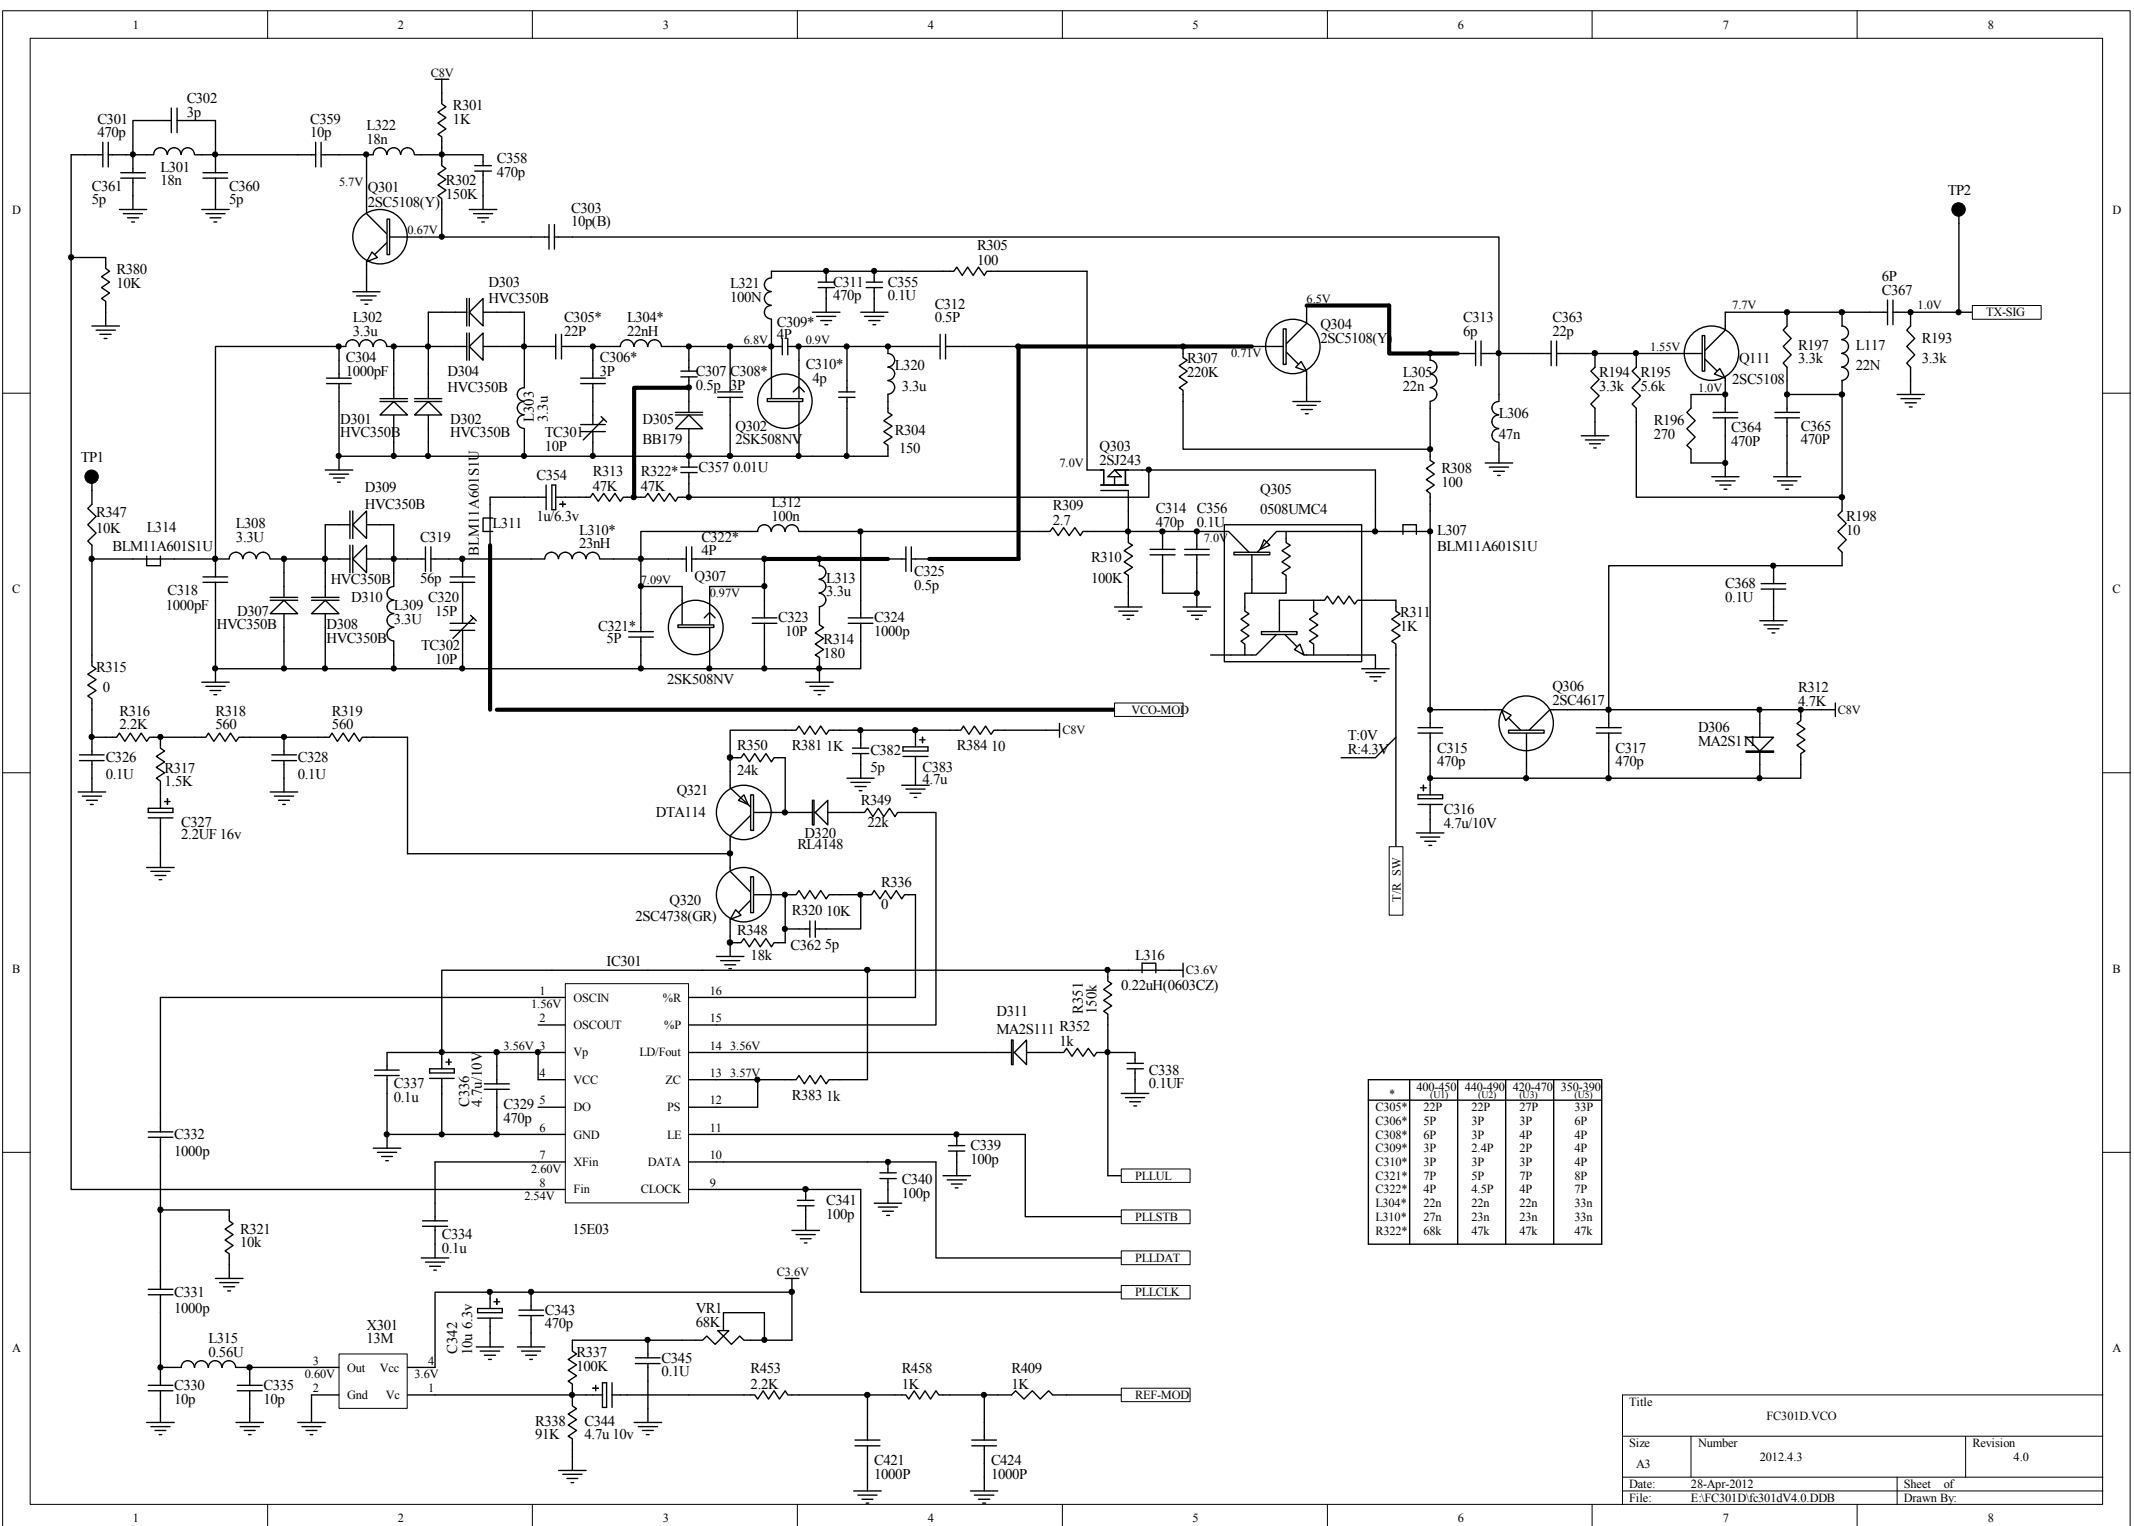 1 2 3 4 5 6 7 8
D
C
B
A
D
C
B
A
C8V
R301
1K
C302
3p
C301
470p
L301
18n
C361
5p
C360
5p
C359
10p
L322
18n
C358
470p
R302
150K
5.7V
Q301
2SC5108(Y)
0.67V
C303
10p(B)
R380
10K
D303
HVC350B
L302
3.3u
C304
1000pF
D304
HVC350B
D301
HVC350B
D302
HVC350B
L303
3.3u
C305*
22P
L304*
22nH
C306*
3P
TC301
10P
C307
0.5p
C308*
3P
D305
BB179
Q302
2SK508NV
6.8V
C309*
4P
0.9V
L321
100N
C311
470p
C355
0.1U
R305
100
C312
0.5P
C310*
4p
L320
3.3u
R304
150
C357 0.01U
C354
1u/6.3v
R313
47K
R322*
47K
BLM11A601S1U
L311
TP1
R347
10K
L314
BLM11A601S1U
L308
3.3U
C318
1000pF
D309
HVC350B
HVC350B
D310
D307
HVC350B
D308
HVC350B
L309
3.3U
C319
56p
C320
15P
TC302
10P
L310*
23nH
C322*
4P
L312
100n
7.09V
Q307
0.97V
C321*
5P
2SK508NV
C323
10P
L313
3.3u
R314
180
C324
1000p
C325
0.5p
R309
2.7
R310
100K
Q303
2SJ243
7.0V
C314
470p
C356
0.1U
7.0V
Q305
0508UMC4
R311
1K
R307
220K
0.71V
Q304
2SC5108(Y)
6.5V
L305
22n
C313
6p
C363
22p
L306
47n
R308
100
L307
BLM11A601S1U
R194
3.3k
R195
5.6k
1.55V
7.7V
Q111
2SC5108
1.0V
R196
270
C364
470P
R197
3.3k
C365
470P
L117
22N
6P
C367
1.0V
R193
3.3k
TP2
TX-SIG
R198
10
C368
0.1U
Q306
2SC4617
R312
4.7K
C8V
D306
MA2S111
C315
470p
C317
470p
C316
4.7u/10V
T:0V
R:4.3V
T/R SW
VCO-MOD
R315
0
R316
2.2K
R318
560
R319
560
C326
0.1U
R317
1.5K
C328
0.1U
C327
2.2UF 16v
R350
24k
R381 1K
C382
5p
C383
4.7u
R384 10
C8V
Q321
DTA114
D320
RL4148
R349
22k
Q320
2SC4738(GR)
R320 10K
R336
0
C362 5p
R348
18k
IC301
1 OSCIN
1.56V
2 OSCOUT
3.56V 3 Vp
4 VCC
5 DO
6 GND
7 XFin
2.60V
8 Fin
2.54V
%R 16
%P 15
LD/Fout 14 3.56V
ZC 13 3.57V
PS 12
LE 11
DATA 10
CLOCK 9
15E03
C337
0.1u
C336
4.7u/10V
C329
470p
C334
0.1u
R383 1k
D311
MA2S111
R352
1k
R351
150k
L316
0.22uH(0603CZ)
C3.6V
C338
0.1UF
C339
100p
C340
100p
C341
100p
PLLUL
PLLSTB
PLLDAT
PLLCLK
C332
1000p
R321
10k
C331
1000p
L315
0.56U
C330
10p
C335
10p
X301
13M
3 Out Vcc 4
0.60V 3.6V
2 Gnd Vc 1
C342
10u 6.3v
C343
470p
C3.6V
VR1
68K
R337
100K
C345
0.1U
R338
91K
C344
4.7u 10v
R453
2.2K
R458
1K
R409
1K
C421
1000P
C424
1000P
REF-MOD
* 400-450 (U1) 440-490 (U2) 420-470 (U3) 350-390 (U5)
C305* 22P 22P 27P 33P
C306* 5P 3P 3P 6P
C308* 6P 3P 4P 4P
C309* 3P 2.4P 2P 4P
C310* 3P 3P 3P 4P
C321* 7P 5P 7P 8P
C322* 4P 4.5P 4P 7P
L304* 22n 22n 22n 33n
L310* 27n 23n 23n 33n
R322* 68k 47k 47k 47k
Title
FC301D.VCO
Size
A3
Number
2012.4.3
Revision
4.0
Date: 28-Apr-2012 Sheet of
File: E:\FC301D\fc301dV4.0.DDB Drawn By:
1 2 3 4 5 6 7 8